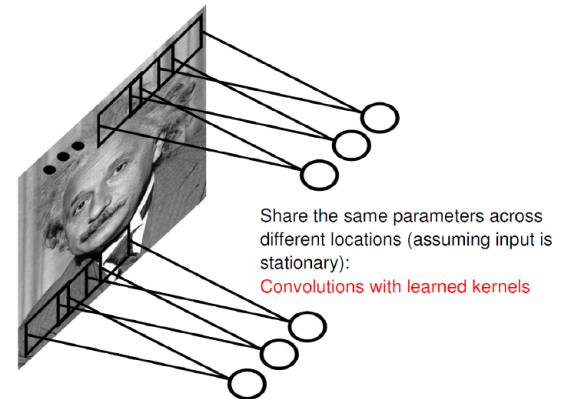 Share the same parameters across
different locations (assuming input is
stationary):
Convolutions with learned kernels